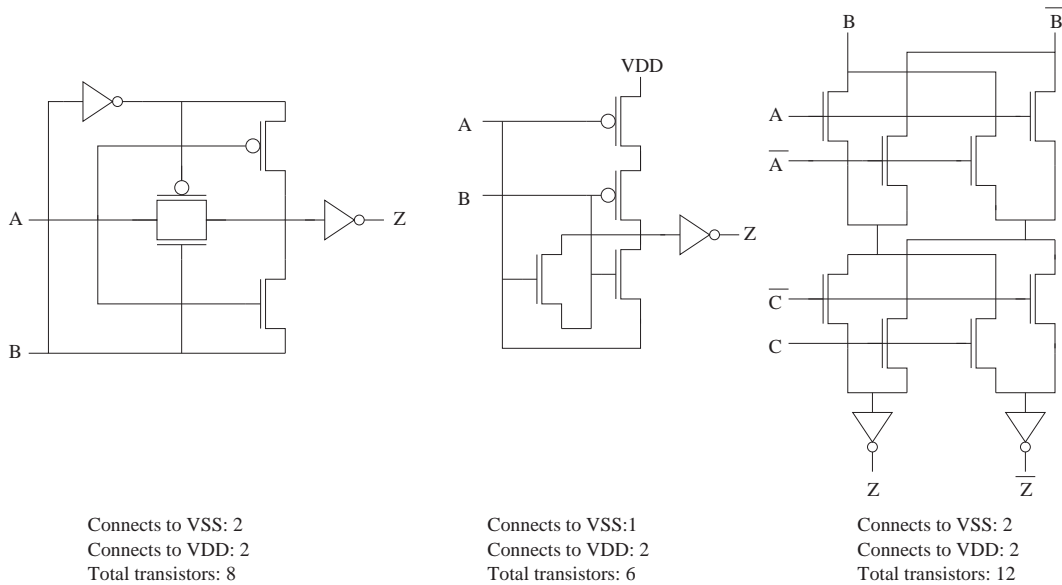 A
B
Z
Connects to VSS: 2
Connects to VDD: 2
Total transistors: 8
VDD
A
B
Z
Connects to VSS:1
Connects to VDD: 2
Total transistors: 6
B
B̅
A
A̅
C̅
C
Z
Z̅
Connects to VSS: 2
Connects to VDD: 2
Total transistors: 12